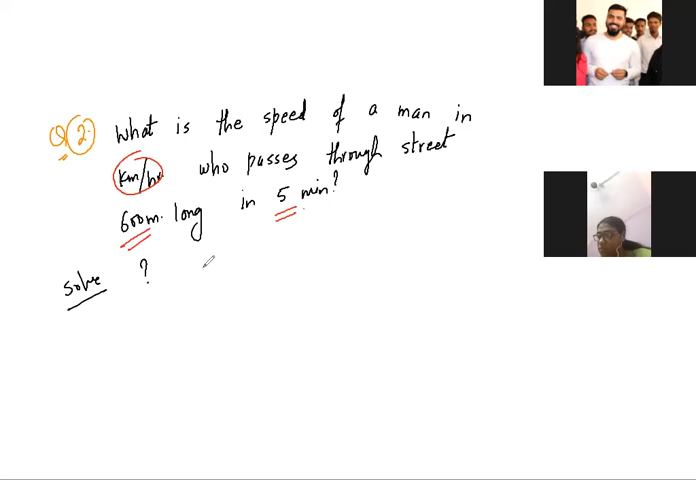 Q 2. What is the speed of a man in
km/hr who passes through street
600m. long in 5 min?
solve ?